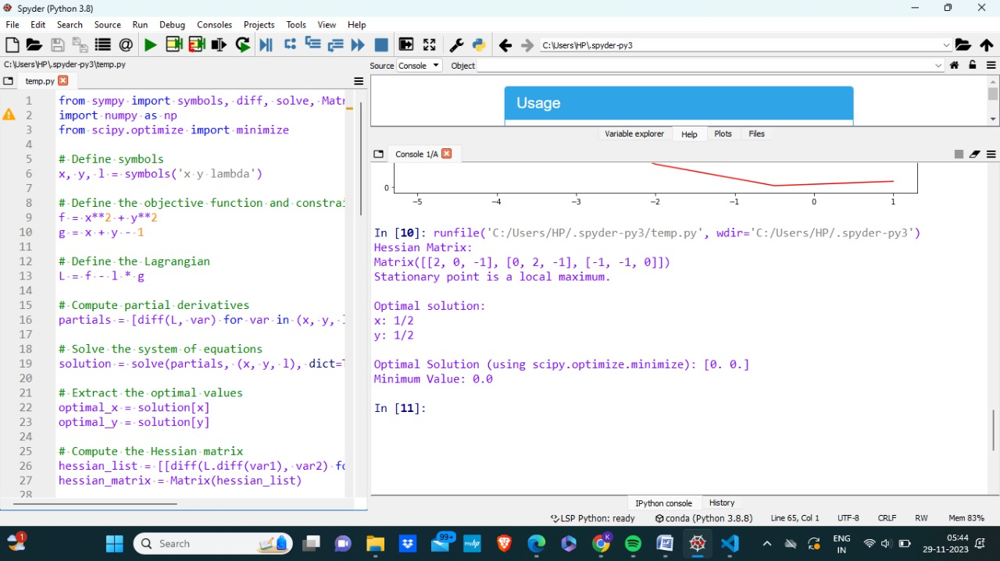 Spyder (Python 3.8)
File Edit Search Source Run Debug Consoles Projects Tools View Help
C:\Users\HP\.spyder-py3
C:\Users\HP\.spyder-py3\temp.py
Source Console Object
temp.py
1 from sympy import symbols, diff, solve, Matr
2 import numpy as np
3 from scipy.optimize import minimize
4
5 # Define symbols
6 x, y, l = symbols('x y lambda')
7
8 # Define the objective function and constrai
9 f = x**2 + y**2
10 g = x + y - 1
11
12 # Define the Lagrangian
13 L = f - l * g
14
15 # Compute partial derivatives
16 partials = [diff(L, var) for var in (x, y, l
17
18 # Solve the system of equations
19 solution = solve(partials, (x, y, l), dict=T
20
21 # Extract the optimal values
22 optimal_x = solution[x]
23 optimal_y = solution[y]
24
25 # Compute the Hessian matrix
26 hessian_list = [[diff(L.diff(var1), var2) fo
27 hessian_matrix = Matrix(hessian_list)
28
Usage
Variable explorer Help Plots Files
Console 1/A
0
-5 -4 -3 -2 -1 0 1
In [10]: runfile('C:/Users/HP/.spyder-py3/temp.py', wdir='C:/Users/HP/.spyder-py3')
Hessian Matrix:
Matrix([[2, 0, -1], [0, 2, -1], [-1, -1, 0]])
Stationary point is a local maximum.
Optimal solution:
x: 1/2
y: 1/2
Optimal Solution (using scipy.optimize.minimize): [0. 0.]
Minimum Value: 0.0
In [11]:
IPython console History
LSP Python: ready conda (Python 3.8.8) Line 65, Col 1 UTF-8 CRLF RW Mem 83%
1 Search 99+ mhp K W ENG IN 05:44 29-11-2023